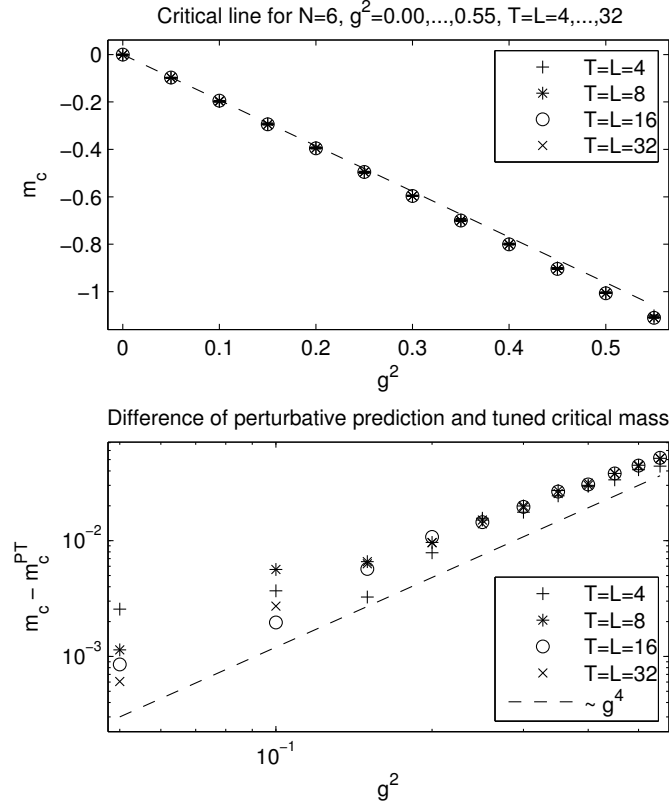 Critical line for N=6, g²=0.00,...,0.55, T=L=4,...,32
0
−0.2
−0.4
−0.6
−0.8
−1
m_c
0
0.1
0.2
0.3
0.4
0.5
g²
T=L=4
T=L=8
T=L=16
T=L=32
Difference of perturbative prediction and tuned critical mass
10⁻²
10⁻³
m_c − m_c^PT
10⁻¹
g²
T=L=4
T=L=8
T=L=16
T=L=32
~ g⁴